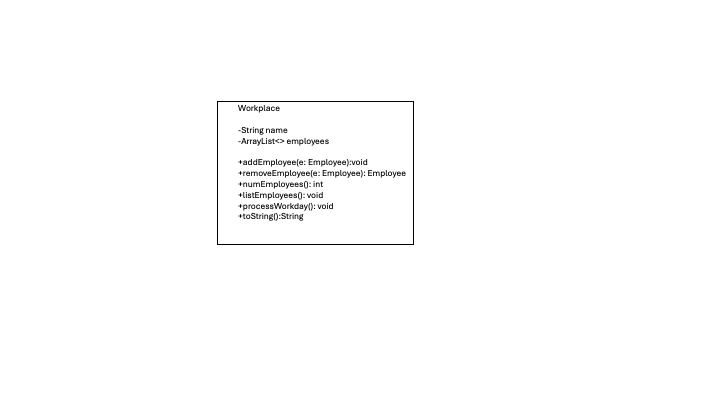 Workplace
-String name
-ArrayList<> employees
+addEmployee(e: Employee):void
+removeEmployee(e: Employee): Employee
+numEmployees(): int
+listEmployees(): void
+processWorkday(): void
+toString():String